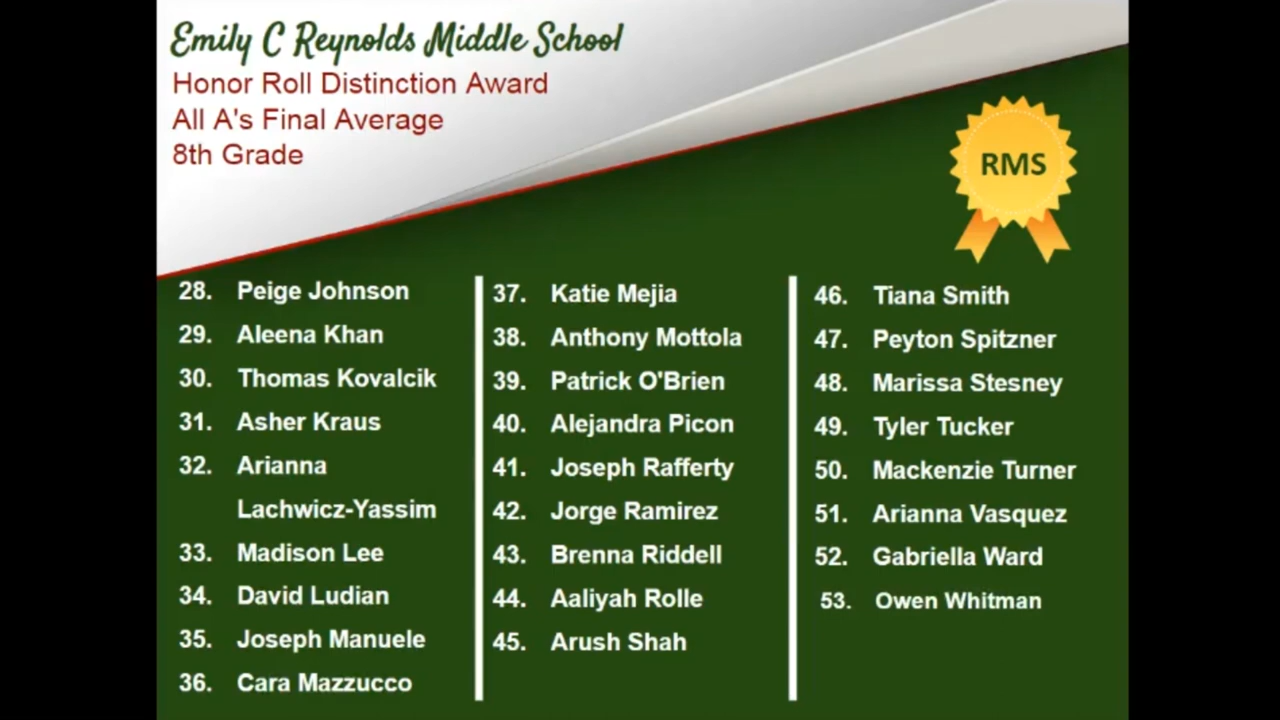 Emily C Reynolds Middle School
Honor Roll Distinction Award
All A's Final Average
8th Grade
RMS
28. Peige Johnson
29. Aleena Khan
30. Thomas Kovalcik
31. Asher Kraus
32. Arianna
Lachwicz-Yassim
33. Madison Lee
34. David Ludian
35. Joseph Manuele
36. Cara Mazzucco
37. Katie Mejia
38. Anthony Mottola
39. Patrick O'Brien
40. Alejandra Picon
41. Joseph Rafferty
42. Jorge Ramirez
43. Brenna Riddell
44. Aaliyah Rolle
45. Arush Shah
46. Tiana Smith
47. Peyton Spitzner
48. Marissa Stesney
49. Tyler Tucker
50. Mackenzie Turner
51. Arianna Vasquez
52. Gabriella Ward
53. Owen Whitman